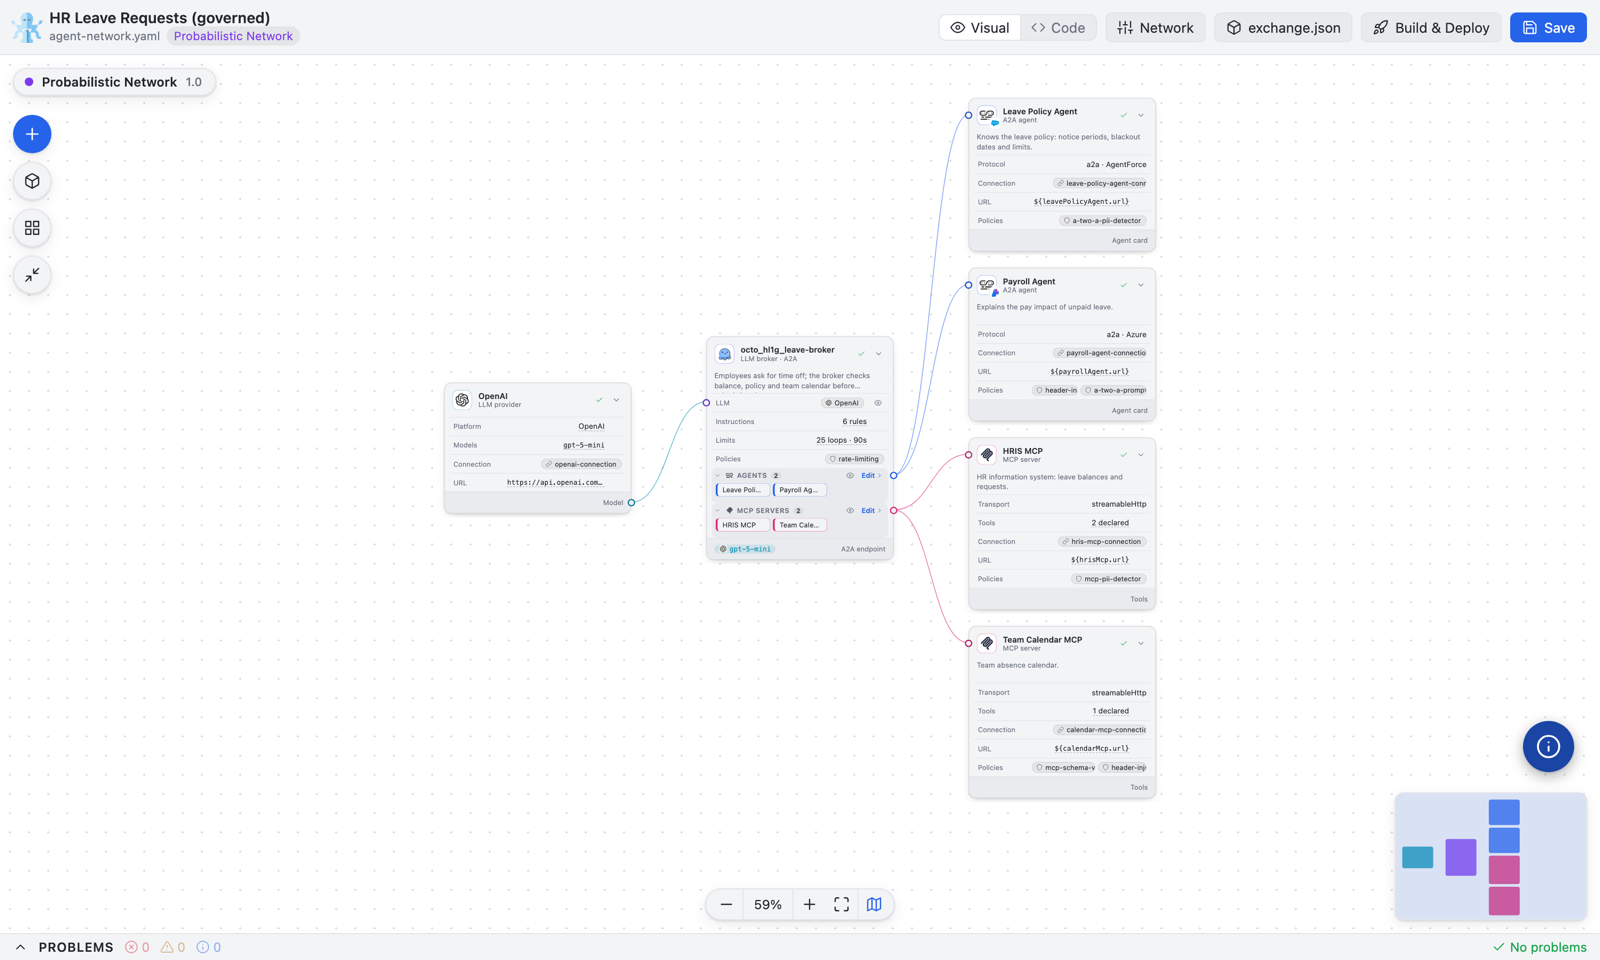 HR Leave Requests (governed)
agent-network.yaml Probabilistic Network
Visual Code Network exchange.json Build & Deploy Save
Probabilistic Network 1.0
OpenAI
LLM provider
Platform OpenAI
Models gpt-5-mini
Connection openai-connection
URL https://api.openai.com…
Model
octo_hl1g_leave-broker
LLM broker · A2A
Employees ask for time off; the broker checks
balance, policy and team calendar before…
LLM OpenAI
Instructions 6 rules
Limits 25 loops · 90s
Policies rate-limiting
AGENTS 2 Edit
Leave Poli… Payroll Ag…
MCP SERVERS 2 Edit
HRIS MCP Team Cale…
gpt-5-mini A2A endpoint
Leave Policy Agent
A2A agent
Knows the leave policy: notice periods, blackout
dates and limits.
Protocol a2a · AgentForce
Connection leave-policy-agent-conr
URL ${leavePolicyAgent.url}
Policies a-two-a-pii-detector
Agent card
Payroll Agent
A2A agent
Explains the pay impact of unpaid leave.
Protocol a2a · Azure
Connection payroll-agent-connectio
URL ${payrollAgent.url}
Policies header-in a-two-a-promp
Agent card
HRIS MCP
MCP server
HR information system: leave balances and
requests.
Transport streamableHttp
Tools 2 declared
Connection hris-mcp-connection
URL ${hrisMcp.url}
Policies mcp-pii-detector
Tools
Team Calendar MCP
MCP server
Team absence calendar.
Transport streamableHttp
Tools 1 declared
Connection calendar-mcp-connectic
URL ${calendarMcp.url}
Policies mcp-schema-v header-inj
Tools
59%
PROBLEMS 0 0 0 No problems